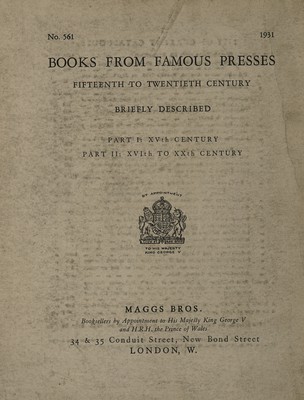 No. 561 1931
BOOKS FROM FAMOUS PRESSES
FIFTEENTH TO TWENTIETH CENTURY
BRIEFLY DESCRIBED
PART I: XVth CENTURY
PART II: XVIth TO XXth CENTURY
BY APPOINTMENT
TO HIS MAJESTY
KING GEORGE V
MAGGS BROS.
Booksellers by Appointment to His Majesty King George V
and H.R.H. the Prince of Wales
34 & 35 Conduit Street, New Bond Street
LONDON, W.